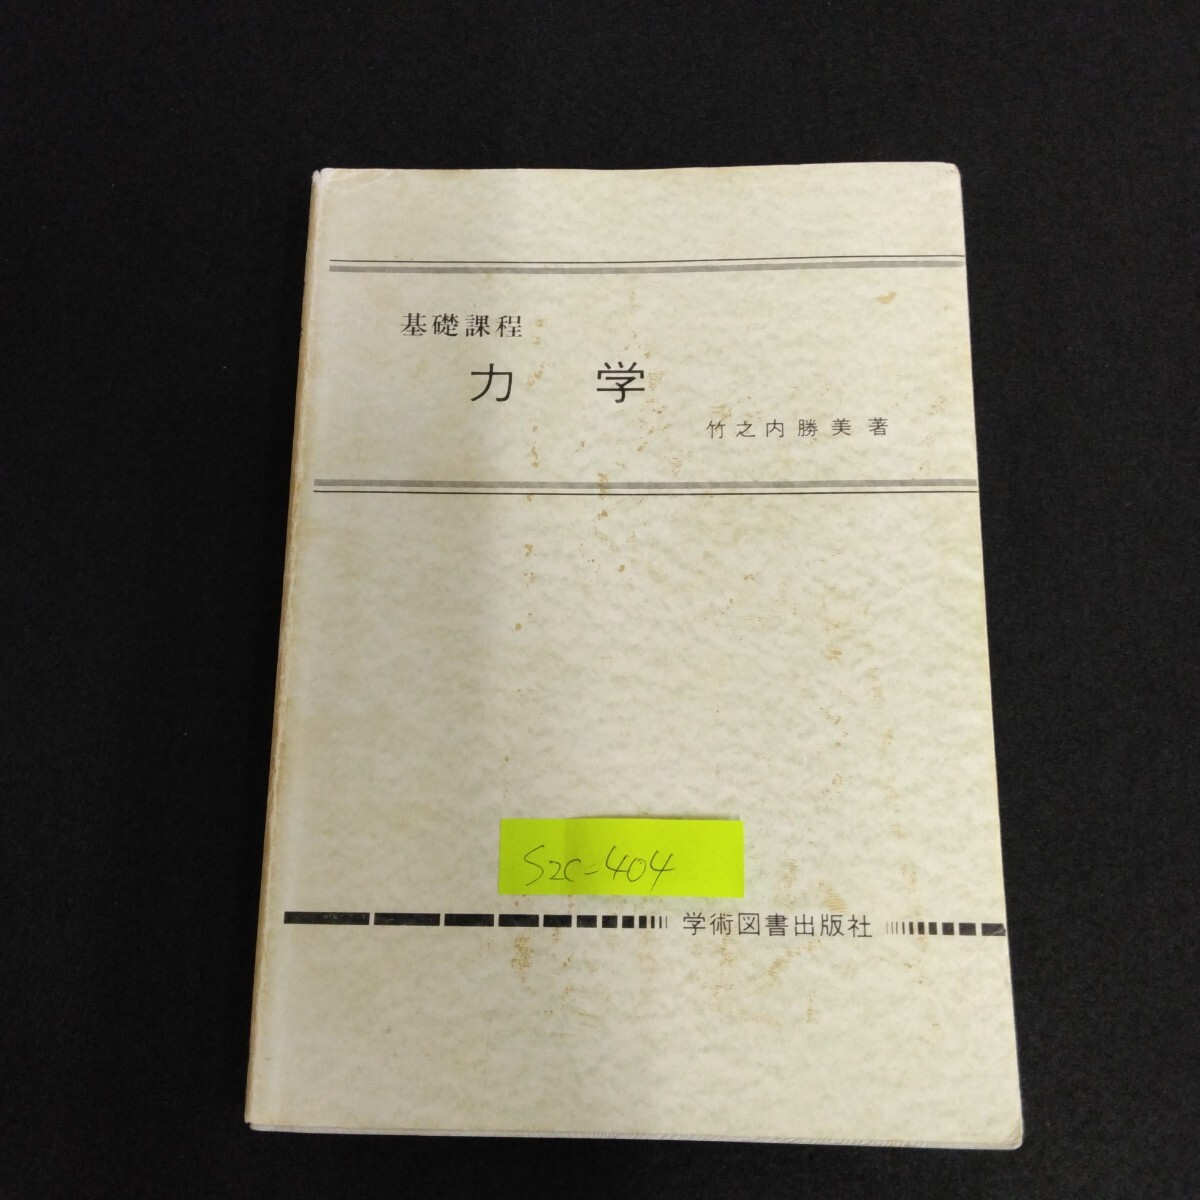 基礎課程
力学
竹之内勝美著
S2C-404
学術図書出版社